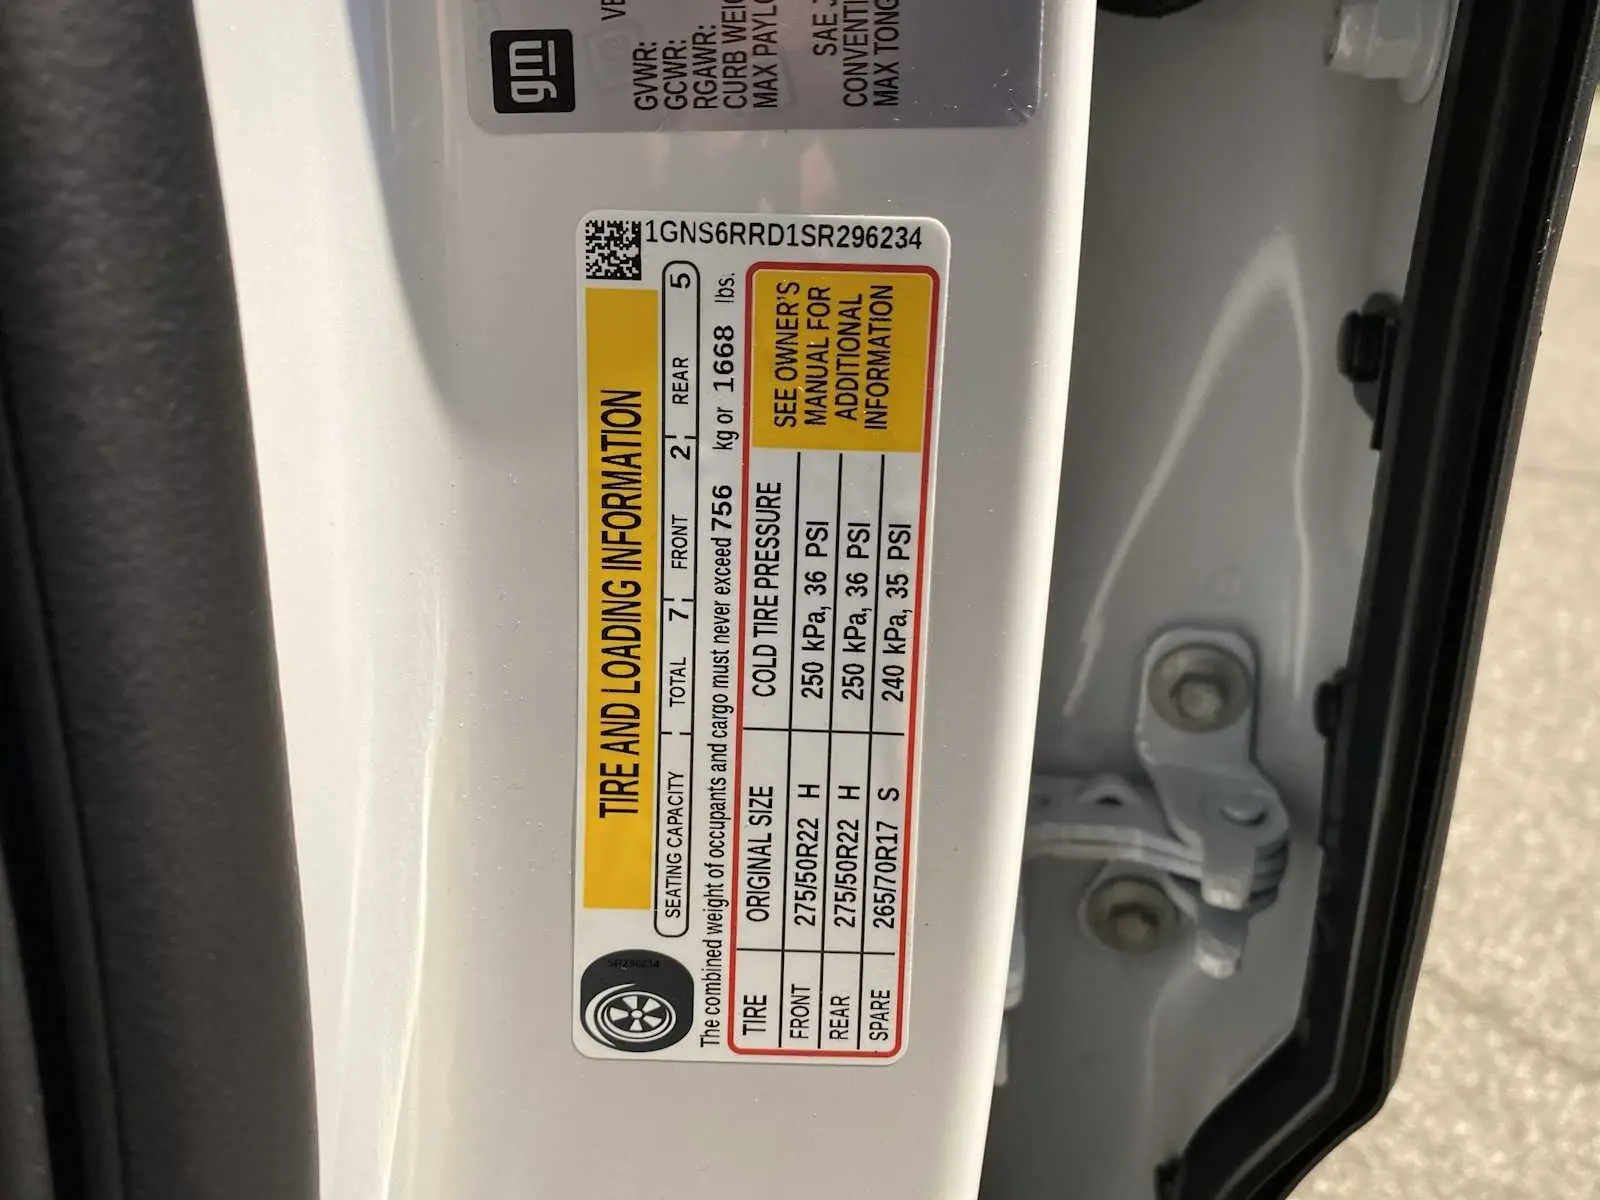 gm
VE
GVWR:
GCWR:
RGAWR:
CURB WEIG
MAX PAYLO
SAE J
CONVENTI
MAX TONG
1GNS6RRD1SR296234
TIRE AND LOADING INFORMATION
SEATING CAPACITY TOTAL 7 FRONT 2 REAR 5
The combined weight of occupants and cargo must never exceed 756 kg or 1668 lbs.
TIRE ORIGINAL SIZE COLD TIRE PRESSURE
FRONT 275/50R22 H 250 kPa, 36 PSI
REAR 275/50R22 H 250 kPa, 36 PSI
SPARE 265/70R17 S 240 kPa, 35 PSI
SEE OWNER'S
MANUAL FOR
ADDITIONAL
INFORMATION
SR296234